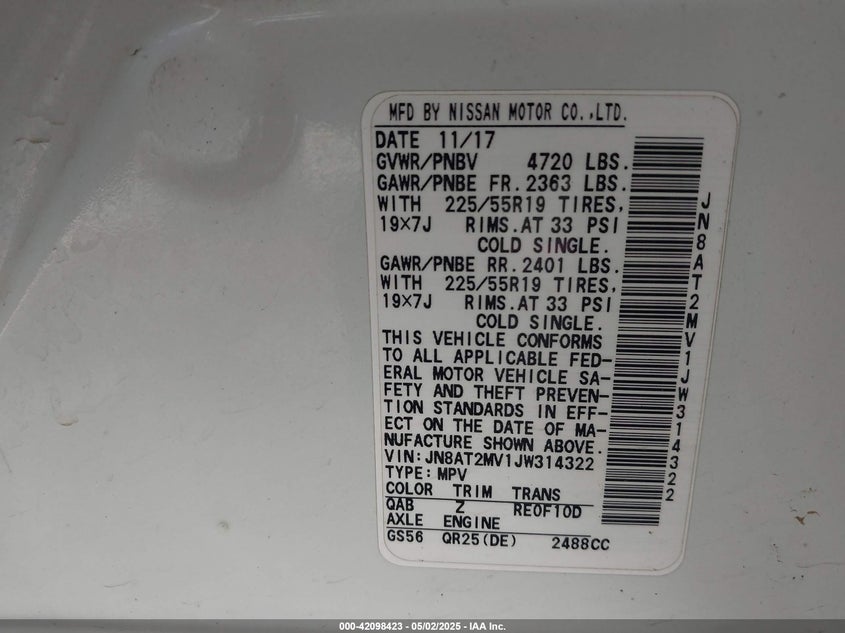 MFD BY NISSAN MOTOR CO.,LTD.
DATE 11/17
GVWR/PNBV 4720 LBS.
GAWR/PNBE FR. 2363 LBS.
WITH 225/55R19 TIRES,
19×7J RIMS.AT 33 PSI
COLD SINGLE.
GAWR/PNBE RR. 2401 LBS.
WITH 225/55R19 TIRES,
19×7J RIMS.AT 33 PSI
COLD SINGLE.
THIS VEHICLE CONFORMS
TO ALL APPLICABLE FED-
ERAL MOTOR VEHICLE SA-
FETY AND THEFT PREVEN-
TION STANDARDS IN EFF-
ECT ON THE DATE OF MA-
NUFACTURE SHOWN ABOVE.
VIN: JN8AT2MV1JW314322
TYPE: MPV
COLOR TRIM TRANS
QAB Z RE0F10D
AXLE ENGINE
GS56 QR25(DE) 2488CC
JN8AT2MV1JW314322
000-42098423 - 05/02/2025 - IAA Inc.